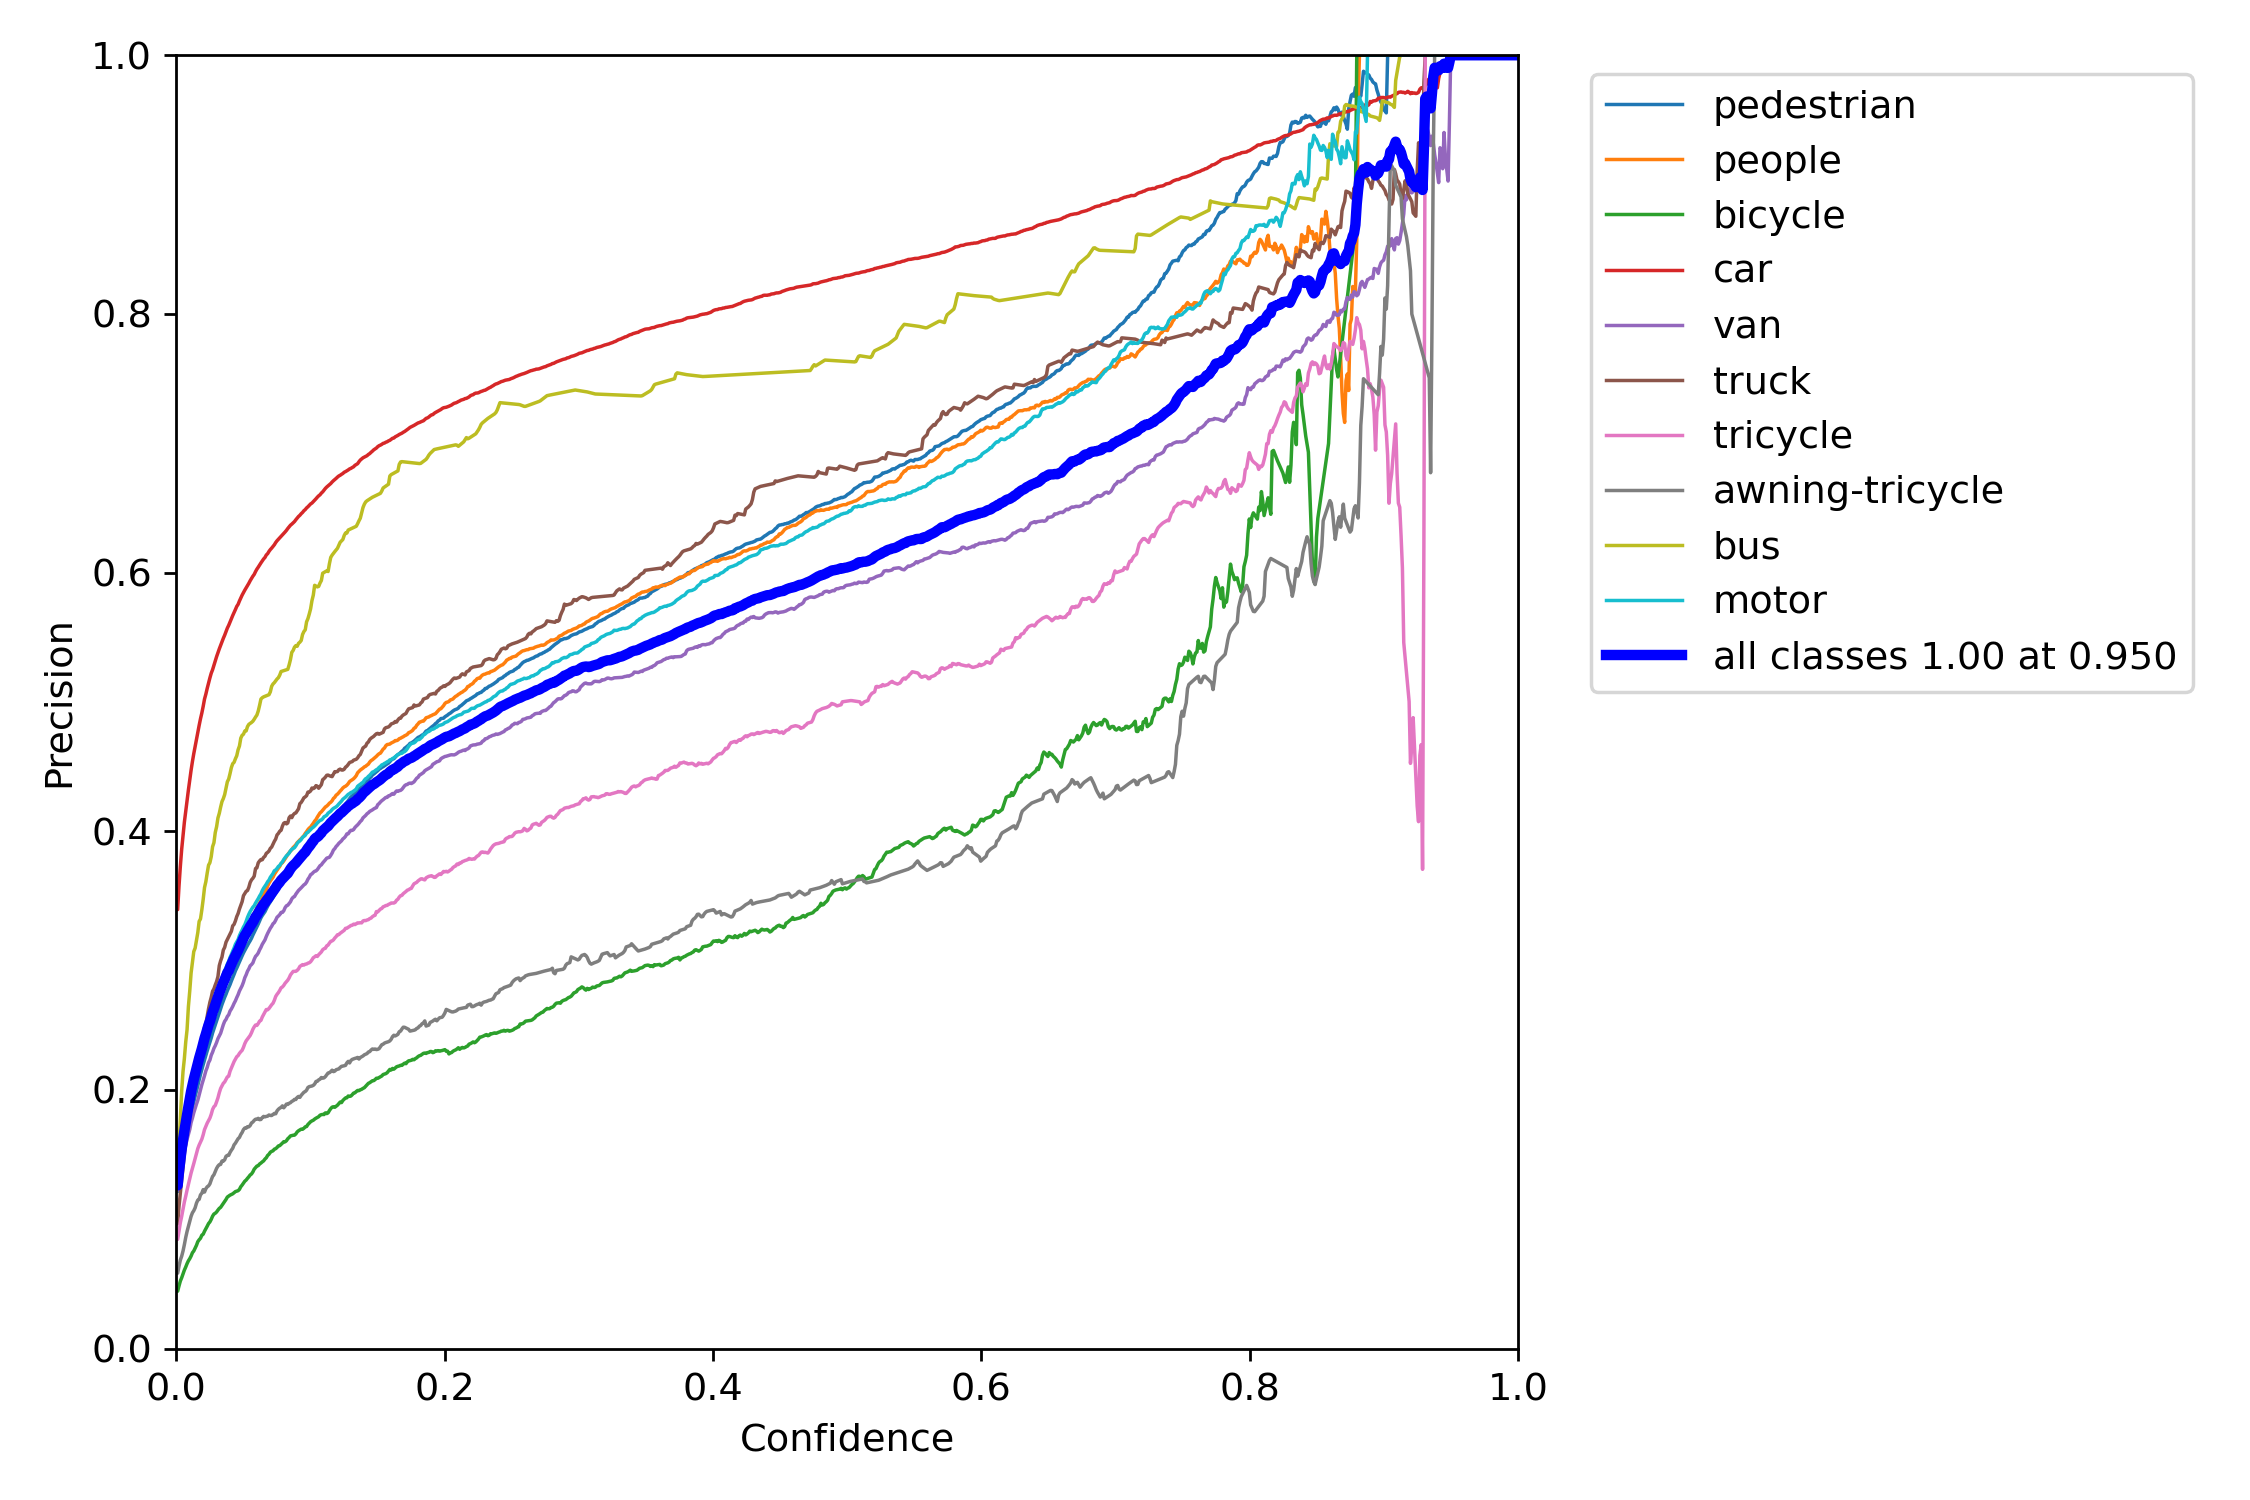 1.0
0.8
0.6
0.4
0.2
0.0
Precision
0.0 0.2 0.4 0.6 0.8 1.0
Confidence
pedestrian
people
bicycle
car
van
truck
tricycle
awning-tricycle
bus
motor
all classes 1.00 at 0.950